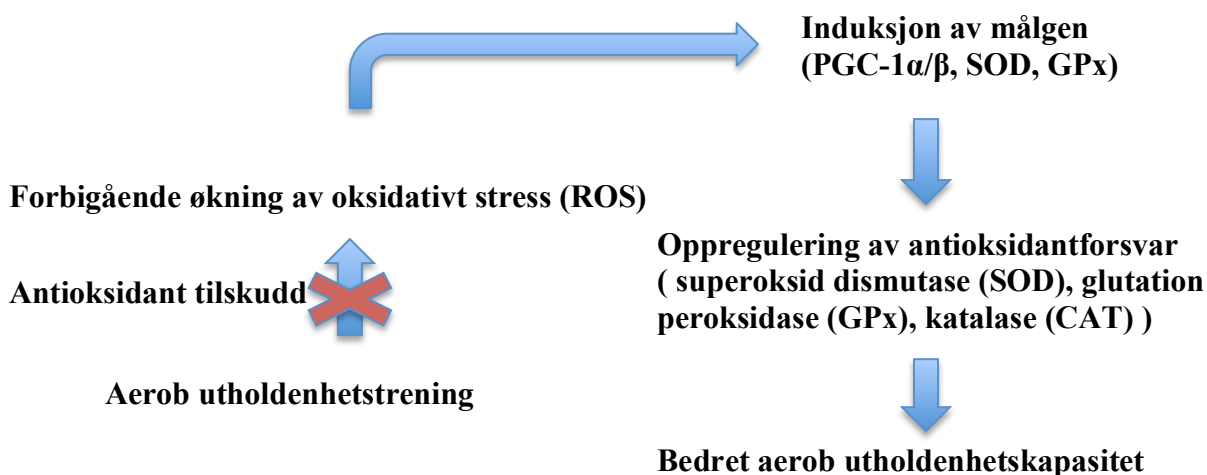 Induksjon av målgen
(PGC-1α/β, SOD, GPx)
Forbigående økning av oksidativt stress (ROS)
Antioksidant tilskudd
Aerob utholdenhetstrening
Oppregulering av antioksidantforsvar
( superoksid dismutase (SOD), glutation
peroksidase (GPx), katalase (CAT) )
Bedret aerob utholdenhetskapasitet